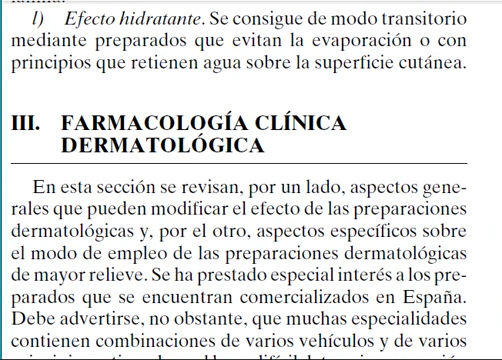 l) Efecto hidratante. Se consigue de modo transitorio
mediante preparados que evitan la evaporación o con
principios que retienen agua sobre la superficie cutánea.
III. FARMACOLOGÍA CLÍNICA
DERMATOLÓGICA
En esta sección se revisan, por un lado, aspectos gene-
rales que pueden modificar el efecto de las preparaciones
dermatológicas y, por el otro, aspectos específicos sobre
el modo de empleo de las preparaciones dermatológicas
de mayor relieve. Se ha prestado especial interés a los pre-
parados que se encuentran comercializados en España.
Debe advertirse, no obstante, que muchas especialidades
contienen combinaciones de varios vehículos y de varios